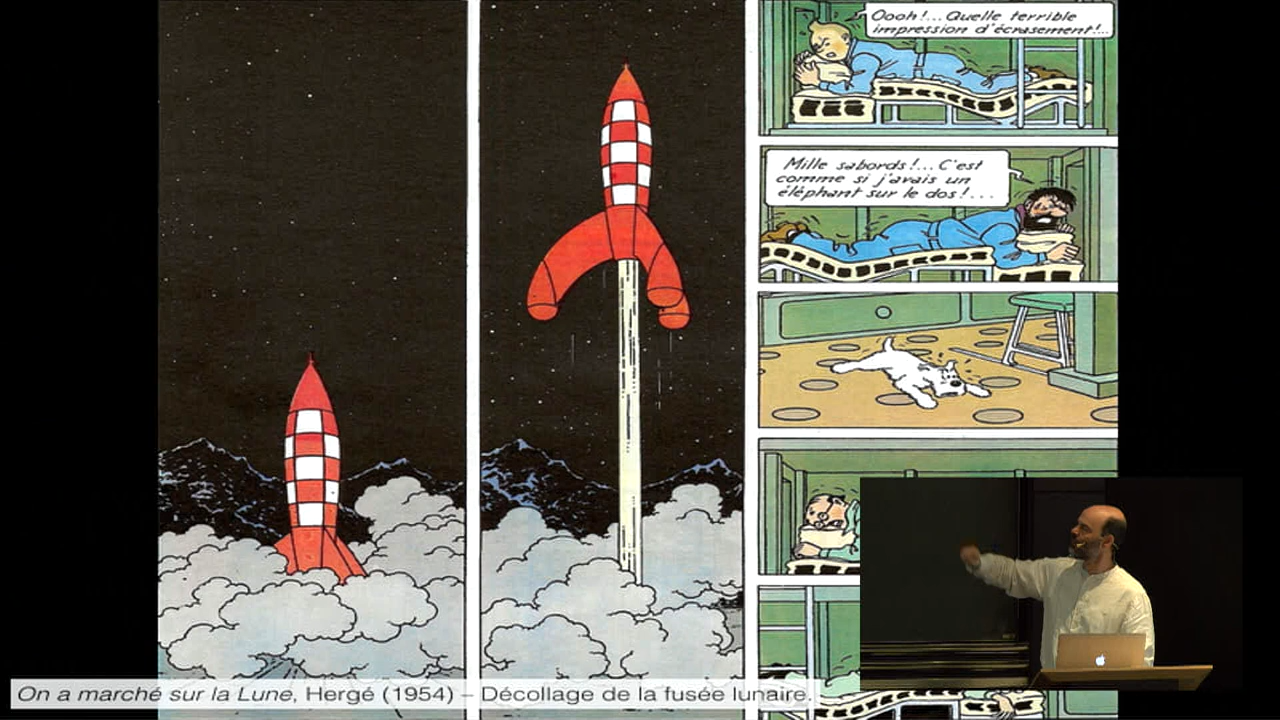 Oooh!... Quelle terrible
impression d'écrasement!...
Mille sabords!... C'est
comme si j'avais un
éléphant sur le dos!...
On a marché sur la Lune, Hergé (1954) – Décollage de la fusée lunaire.